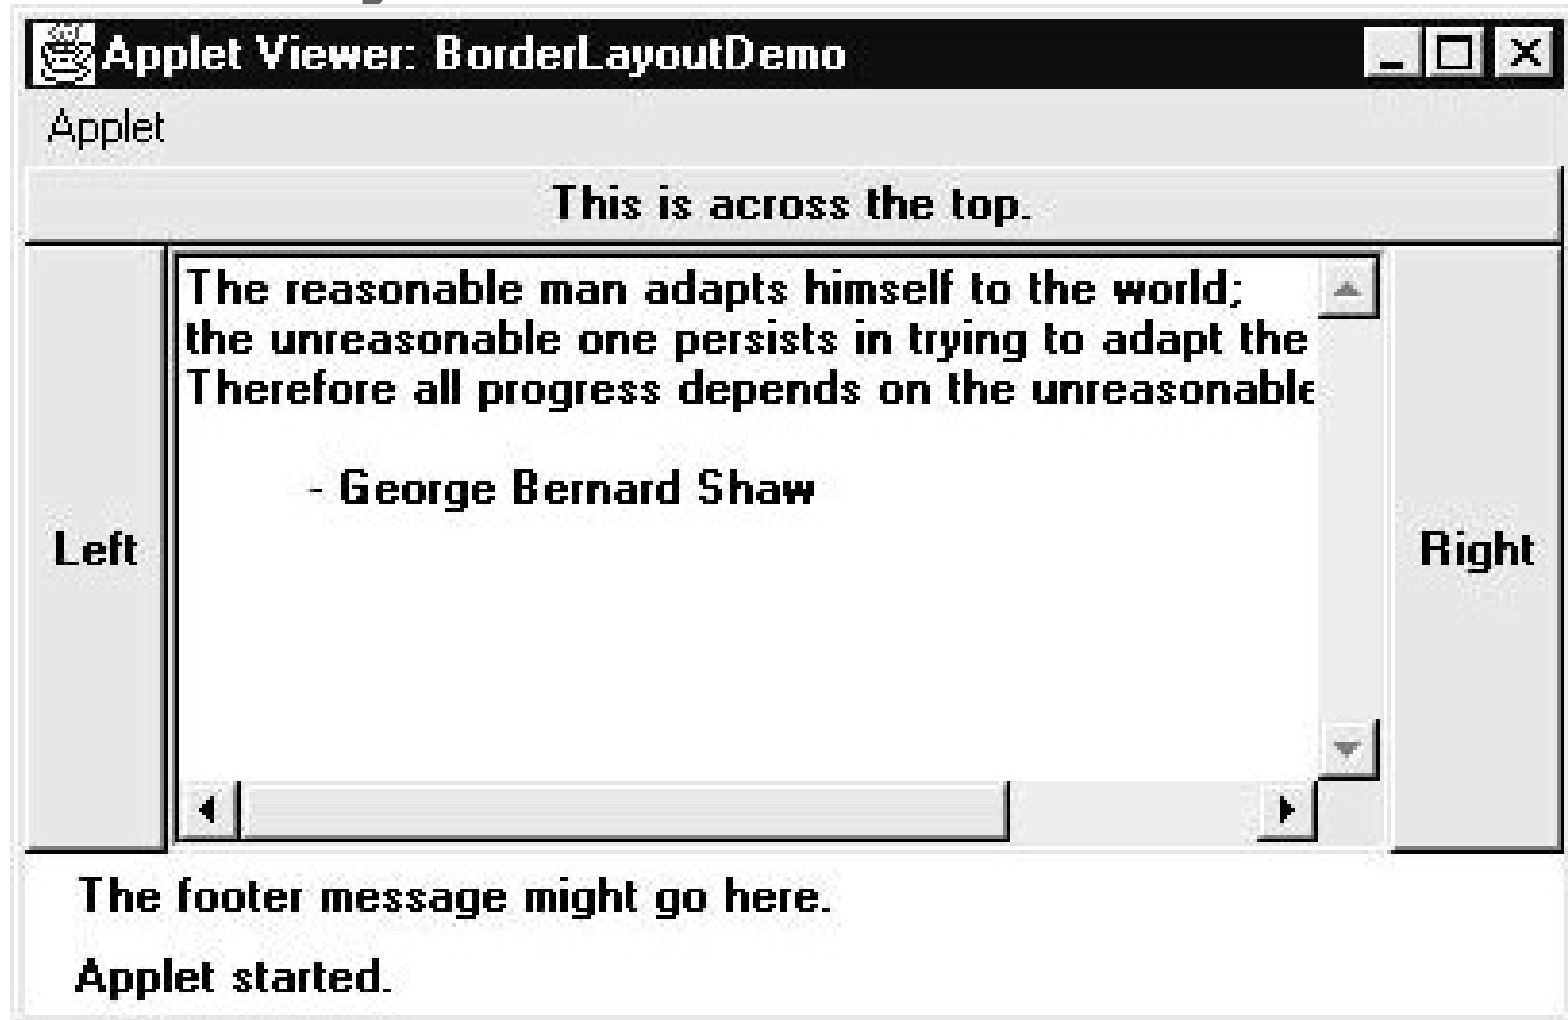 Applet Viewer: BorderLayoutDemo
Applet
This is across the top.
The reasonable man adapts himself to the world;
the unreasonable one persists in trying to adapt the
Therefore all progress depends on the unreasonable
- George Bernard Shaw
Left
Right
The footer message might go here.
Applet started.